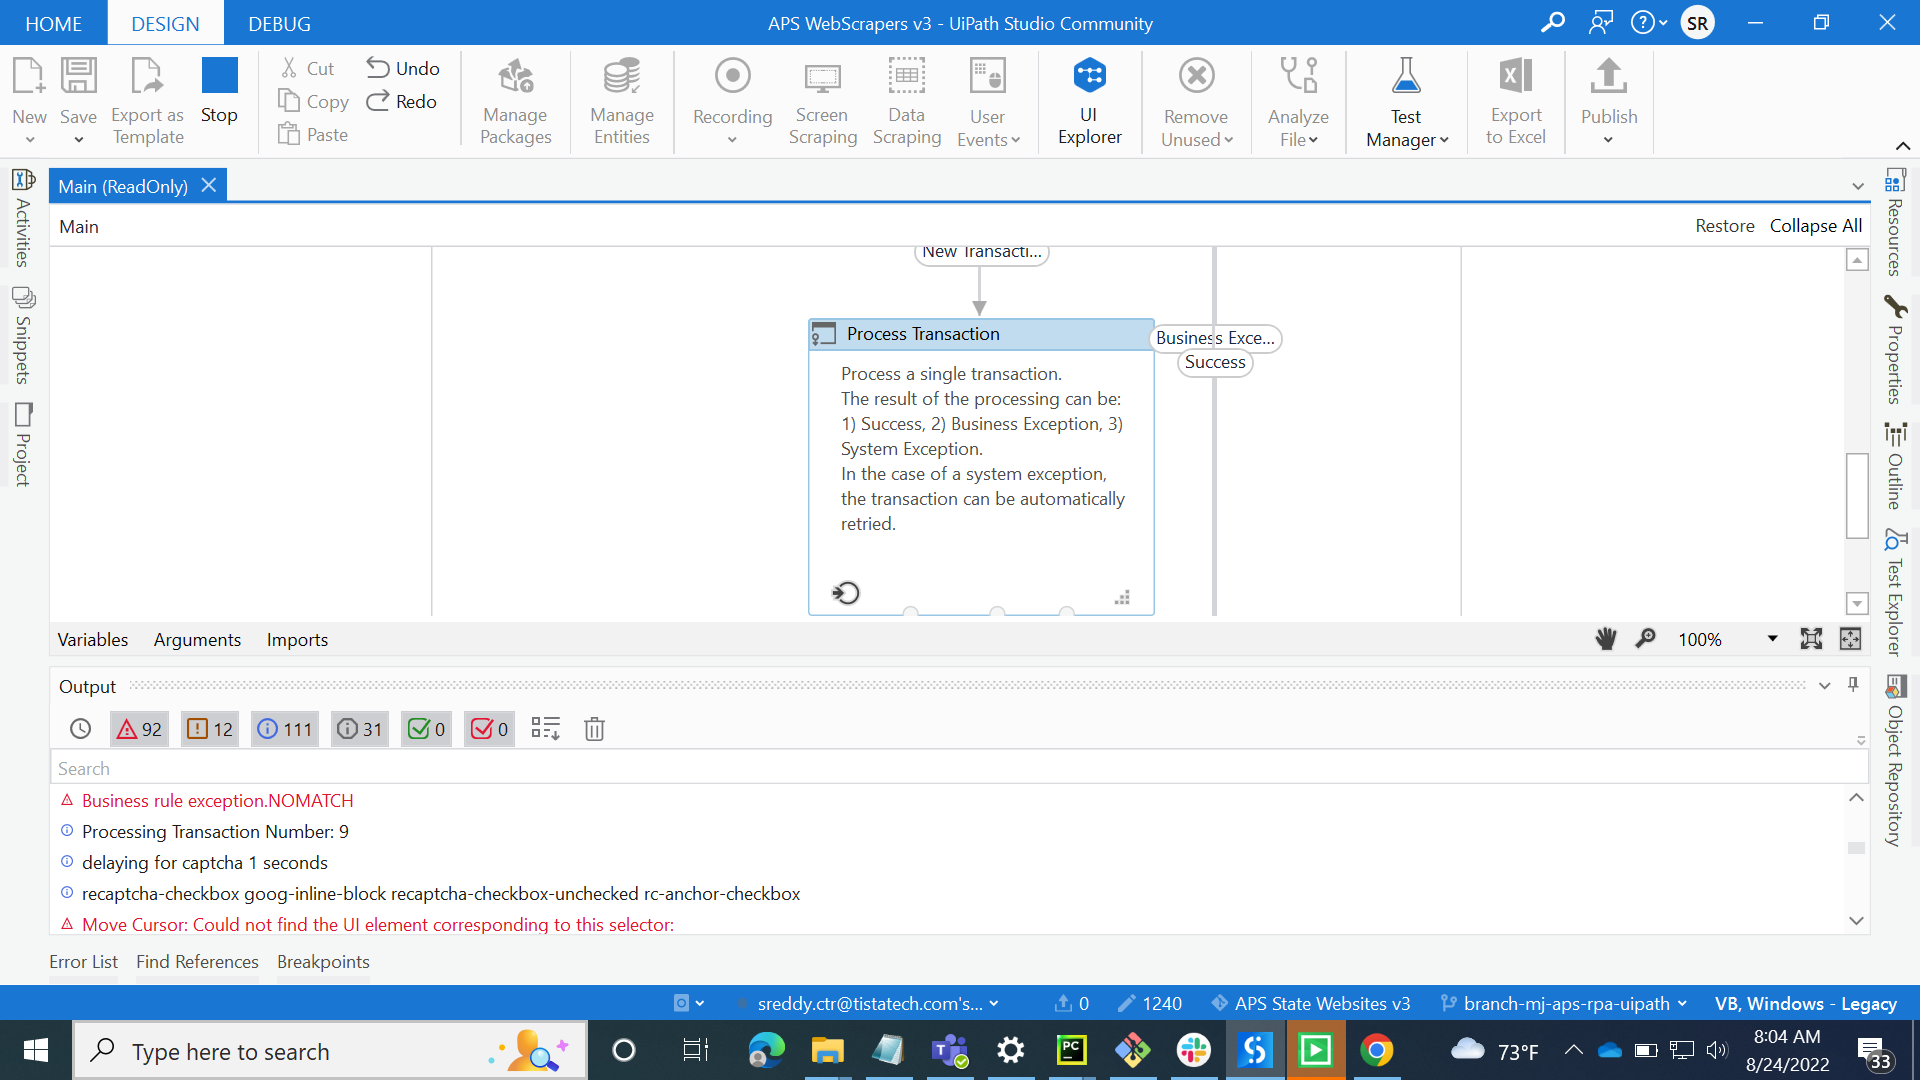 HOME
DESIGN
DEBUG
APS WebScrapers v3 - UiPath Studio Community
SR
New
Save
Export as
Template
Stop
Cut
Copy
Paste
Undo
Redo
Manage
Packages
Manage
Entities
Recording
Screen
Scraping
Data
Scraping
User
Events
UI
Explorer
Remove
Unused
Analyze
File
Test
Manager
Export
to Excel
Publish
Main (ReadOnly)
Main
Restore
Collapse All
Activities
Snippets
Project
Resources
Properties
Outline
Test Explorer
Object Repository
New Transacti...
Process Transaction
Business Exce...
Success
Process a single transaction.
The result of the processing can be:
1) Success, 2) Business Exception, 3)
System Exception.
In the case of a system exception,
the transaction can be automatically
retried.
Variables
Arguments
Imports
100%
Output
92
12
111
31
0
0
Search
Business rule exception.NOMATCH
Processing Transaction Number: 9
delaying for captcha 1 seconds
recaptcha-checkbox goog-inline-block recaptcha-checkbox-unchecked rc-anchor-checkbox
Move Cursor: Could not find the UI element corresponding to this selector:
Error List
Find References
Breakpoints
sreddy.ctr@tistatech.com's...
0
1240
APS State Websites v3
branch-mj-aps-rpa-uipath
VB, Windows - Legacy
Type here to search
PC
73°F
8:04 AM
8/24/2022
33